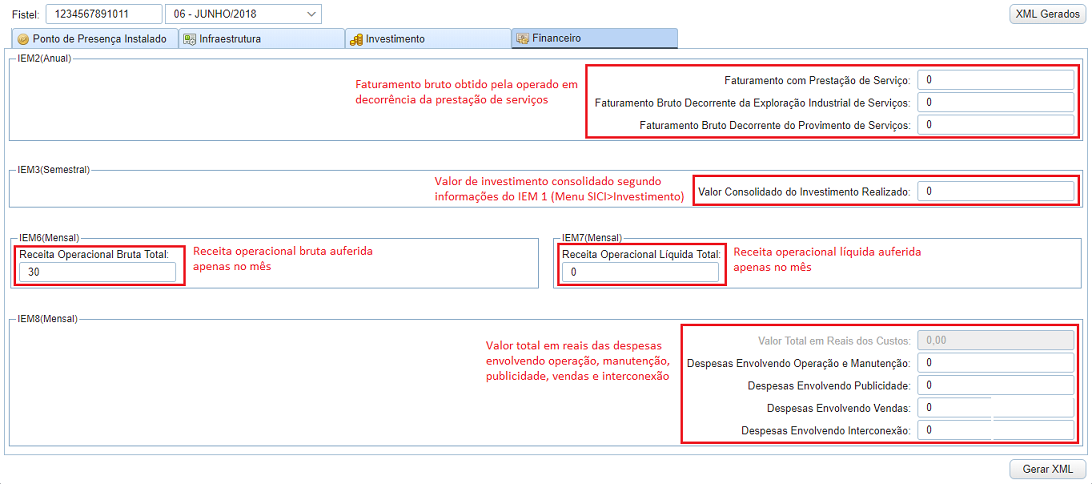 Fistel: 1234567891011 06 - JUNHO/2018 XML Gerados
Ponto de Presença Instalado Infraestrutura Investimento Financeiro
IEM2(Anual)
Faturamento bruto obtido pela operado em
decorrência da prestação de serviços
Faturamento com Prestação de Serviço: 0
Faturamento Bruto Decorrente da Exploração Industrial de Serviços: 0
Faturamento Bruto Decorrente do Provimento de Serviços: 0
IEM3(Semestral)
Valor de investimento consolidado segundo
informações do IEM 1 (Menu SICI>Investimento)
Valor Consolidado do Investimento Realizado: 0
IEM6(Mensal)
Receita Operacional Bruta Total:
30
Receita operacional bruta auferida
apenas no mês
IEM7(Mensal)
Receita Operacional Líquida Total:
0
Receita operacional líquida auferida
apenas no mês
IEM8(Mensal)
Valor total em reais das despesas
envolvendo operação, manutenção,
publicidade, vendas e interconexão
Valor Total em Reais dos Custos: 0,00
Despesas Envolvendo Operação e Manutenção: 0
Despesas Envolvendo Publicidade: 0
Despesas Envolvendo Vendas: 0
Despesas Envolvendo Interconexão: 0
Gerar XML